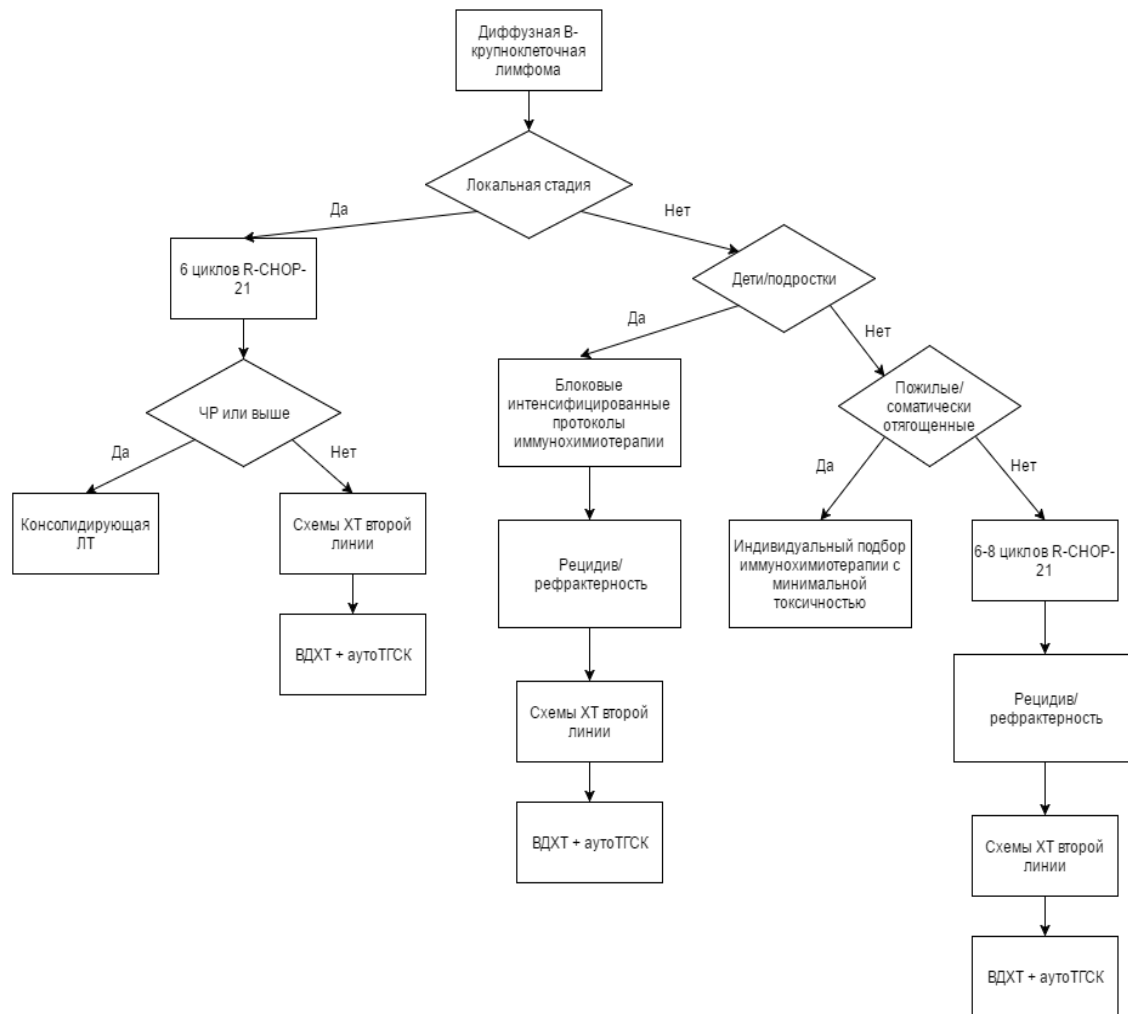 Диффузная В-
крупноклеточная
лимфома
Локальная стадия
Да
Нет
6 циклов R-CHOP-
21
Дети/подростки
Да
Нет
ЧР или выше
Блоковые
интенсифицированные
протоколы
иммунохимиотерапии
Пожилые/
соматически
отягощенные
Да
Нет
Да
Нет
Консолидирующая
ЛТ
Схемы ХТ второй
линии
Рецидив/
рефрактерность
Индивидуальный подбор
иммунохимиотерапии с
минимальной
токсичностью
6-8 циклов R-CHOP-
21
ВДХТ + аутоТГСК
Схемы ХТ второй
линии
Рецидив/
рефрактерность
ВДХТ + аутоТГСК
Схемы ХТ второй
линии
ВДХТ + аутоТГСК